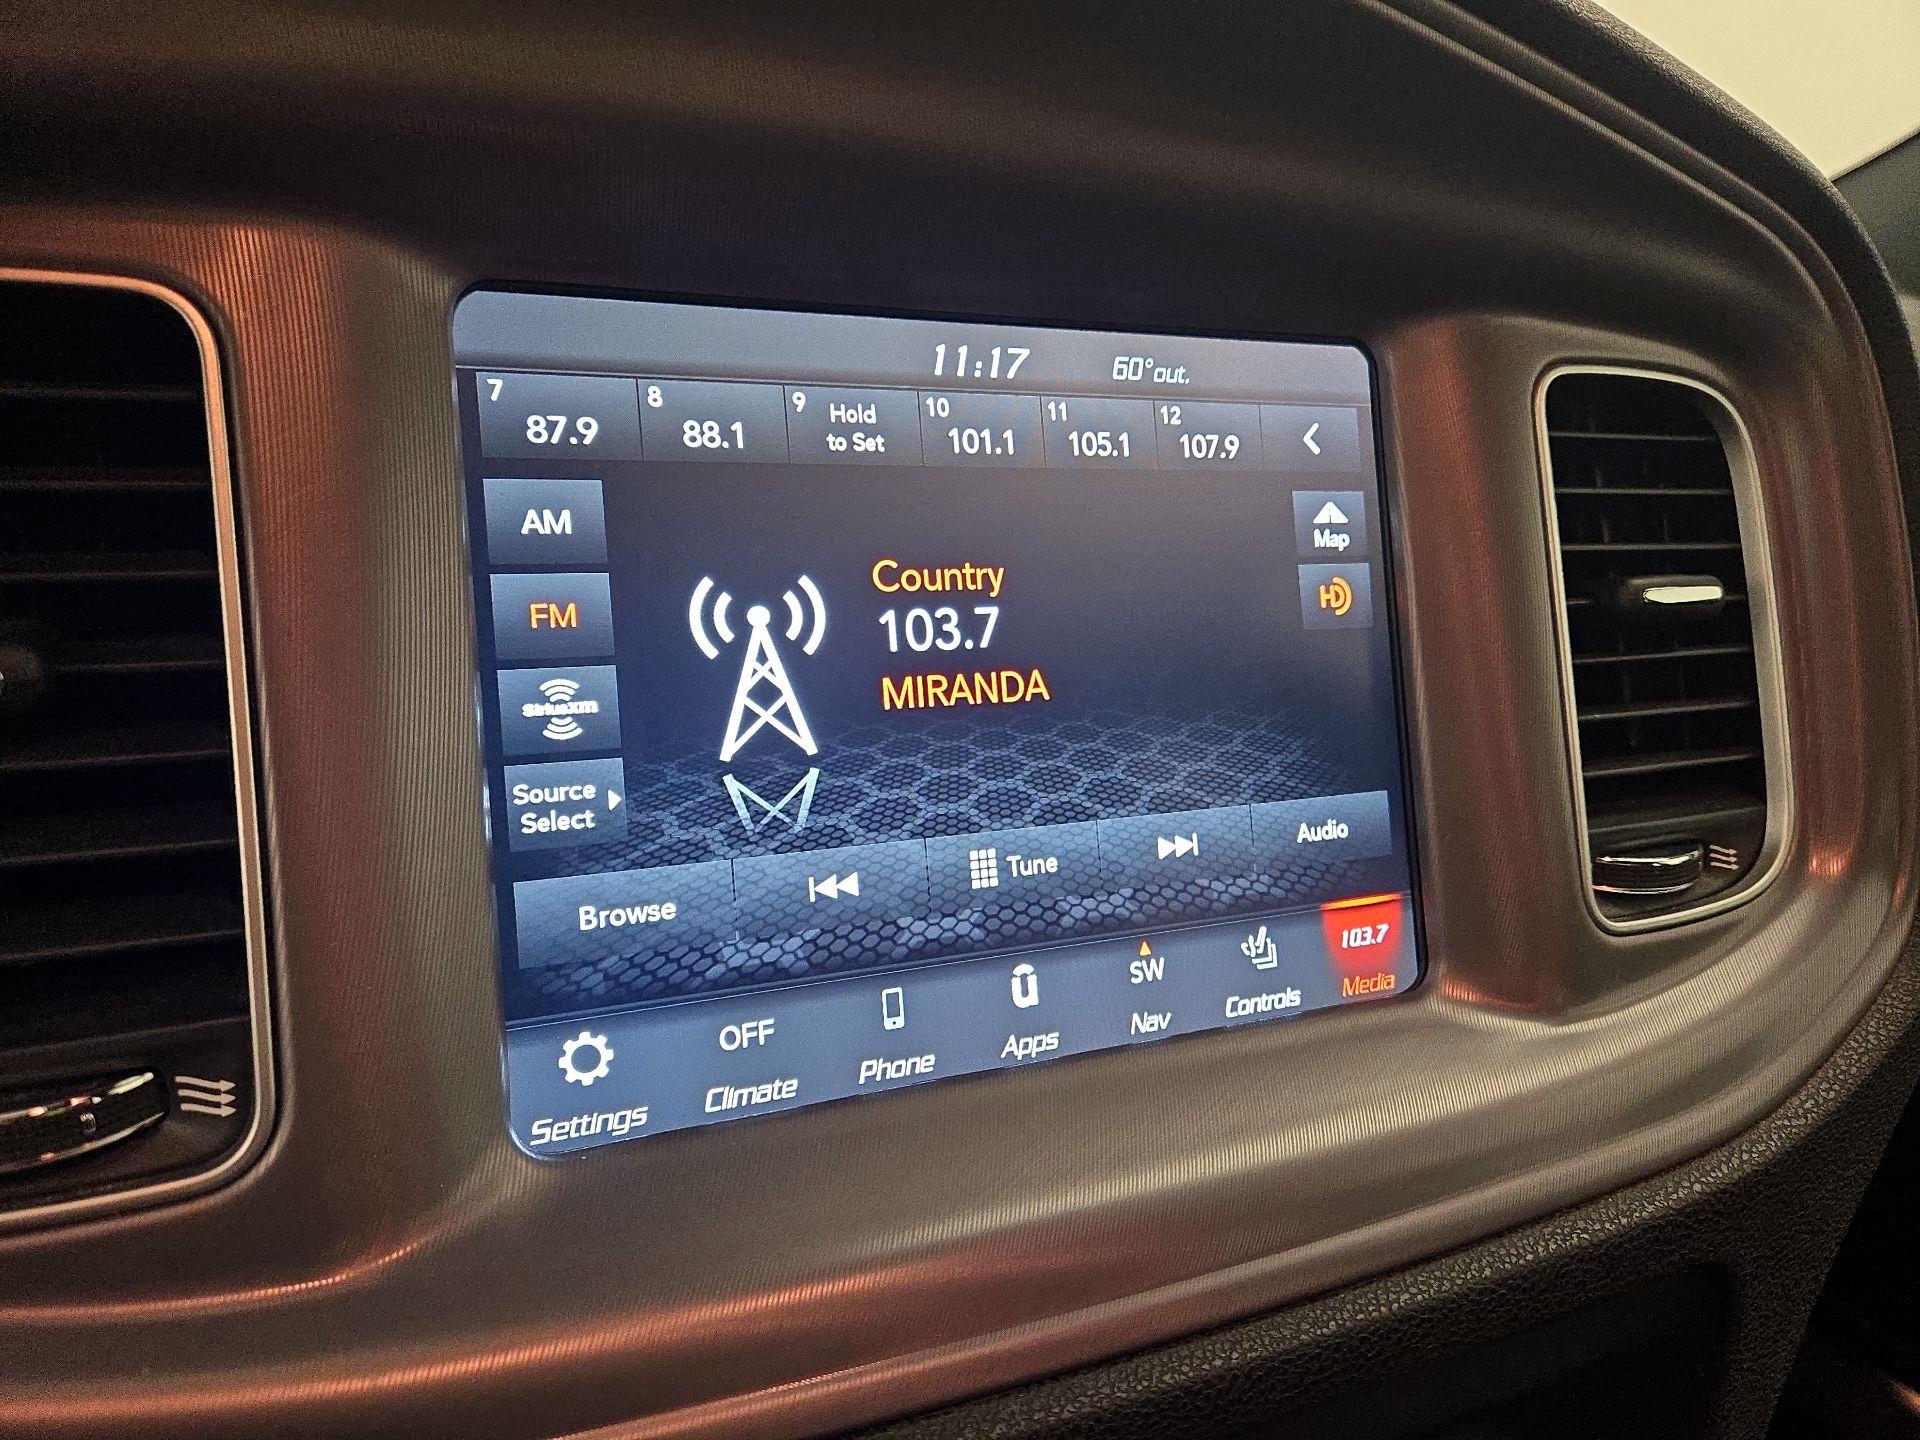 11:17 60°out.
7 87.9
8 88.1
9 Hold
to Set
10 101.1
11 105.1
12 107.9
AM
FM
SiriusXM
Source
Select
Country
103.7
MIRANDA
Map
HD
Browse
Tune
Audio
Settings
OFF
Climate
Phone
Apps
SW
Nav
Controls
103.7
Media